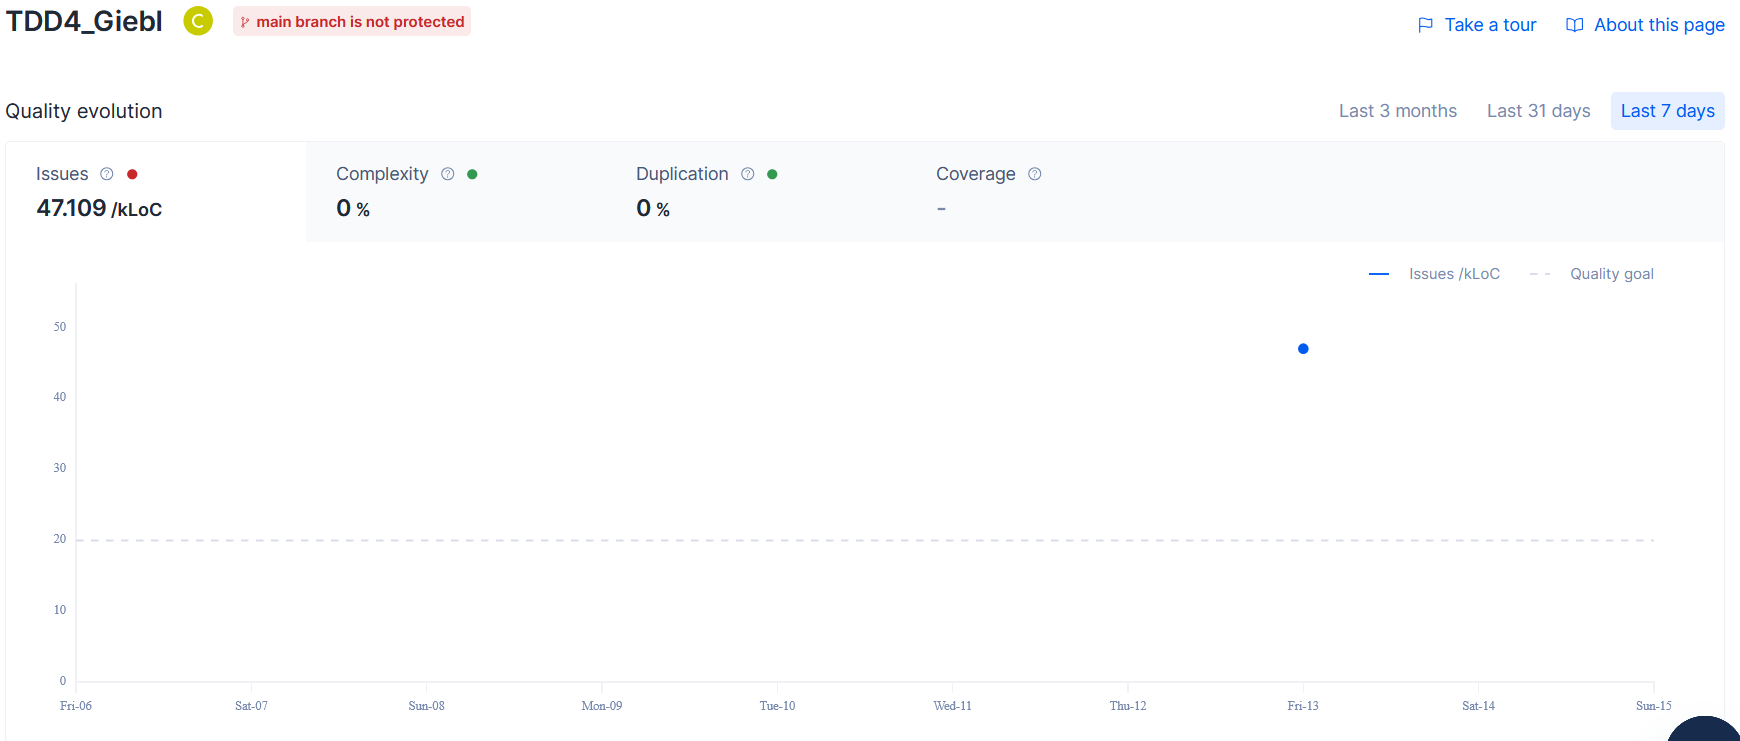 TDD4_Giebl C main branch is not protected Take a tour About this page
Quality evolution Last 3 months Last 31 days Last 7 days
Issues Complexity Duplication Coverage
47.109 /kLoC 0 % 0 % -
Issues /kLoC Quality goal
50
40
30
20
10
0
Fri-06 Sat-07 Sun-08 Mon-09 Tue-10 Wed-11 Thu-12 Fri-13 Sat-14 Sun-15